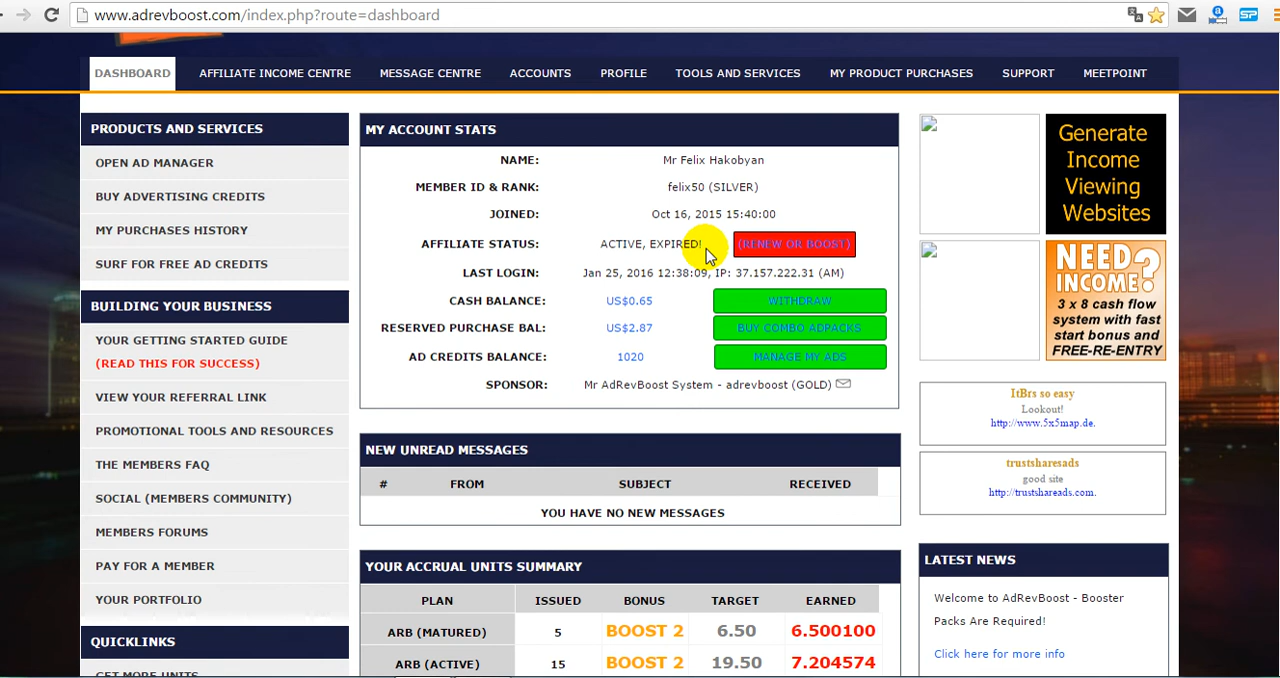 www.adrevboost.com/index.php?route=dashboard
DASHBOARD AFFILIATE INCOME CENTRE MESSAGE CENTRE ACCOUNTS PROFILE TOOLS AND SERVICES MY PRODUCT PURCHASES SUPPORT MEETPOINT
PRODUCTS AND SERVICES
OPEN AD MANAGER
BUY ADVERTISING CREDITS
MY PURCHASES HISTORY
SURF FOR FREE AD CREDITS
BUILDING YOUR BUSINESS
YOUR GETTING STARTED GUIDE
(READ THIS FOR SUCCESS)
VIEW YOUR REFERRAL LINK
PROMOTIONAL TOOLS AND RESOURCES
THE MEMBERS FAQ
SOCIAL (MEMBERS COMMUNITY)
MEMBERS FORUMS
PAY FOR A MEMBER
YOUR PORTFOLIO
QUICKLINKS
GET MORE UNITS
MY ACCOUNT STATS
NAME: Mr Felix Hakobyan
MEMBER ID & RANK: felix50 (SILVER)
JOINED: Oct 16, 2015 15:40:00
AFFILIATE STATUS: ACTIVE, EXPIRED! (RENEW OR BOOST)
LAST LOGIN: Jan 25, 2016 12:38:09, IP: 37.157.222.31 (AM)
CASH BALANCE: US$0.65 WITHDRAW
RESERVED PURCHASE BAL: US$2.87 BUY COMBO ADPACKS
AD CREDITS BALANCE: 1020 MANAGE MY ADS
SPONSOR: Mr AdRevBoost System - adrevboost (GOLD)
NEW UNREAD MESSAGES
# FROM SUBJECT RECEIVED
YOU HAVE NO NEW MESSAGES
YOUR ACCRUAL UNITS SUMMARY
PLAN ISSUED BONUS TARGET EARNED
ARB (MATURED) 5 BOOST 2 6.50 6.500100
ARB (ACTIVE) 15 BOOST 2 19.50 7.204574
Generate
Income
Viewing
Websites
NEED
INCOME?
3 x 8 cash flow
system with fast
start bonus and
FREE-RE-ENTRY
ItBrs so easy
Lookout!
http://www.5x5map.de.
trustsharesads
good site
http://trustshareads.com.
LATEST NEWS
Welcome to AdRevBoost - Booster
Packs Are Required!
Click here for more info